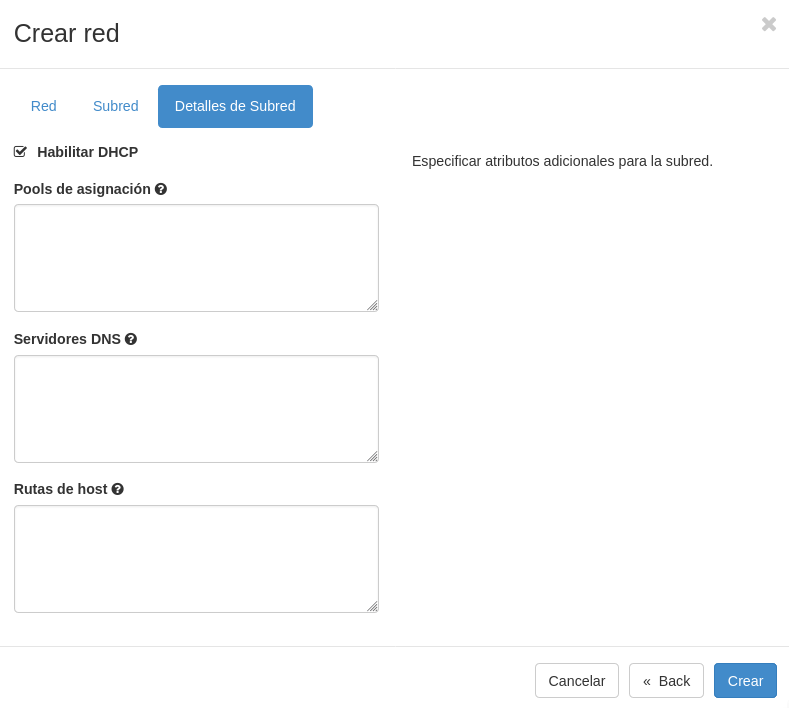 Crear red
Red
Subred
Detalles de Subred
Habilitar DHCP
Especificar atributos adicionales para la subred.
Pools de asignación
Servidores DNS
Rutas de host
Cancelar
« Back
Crear